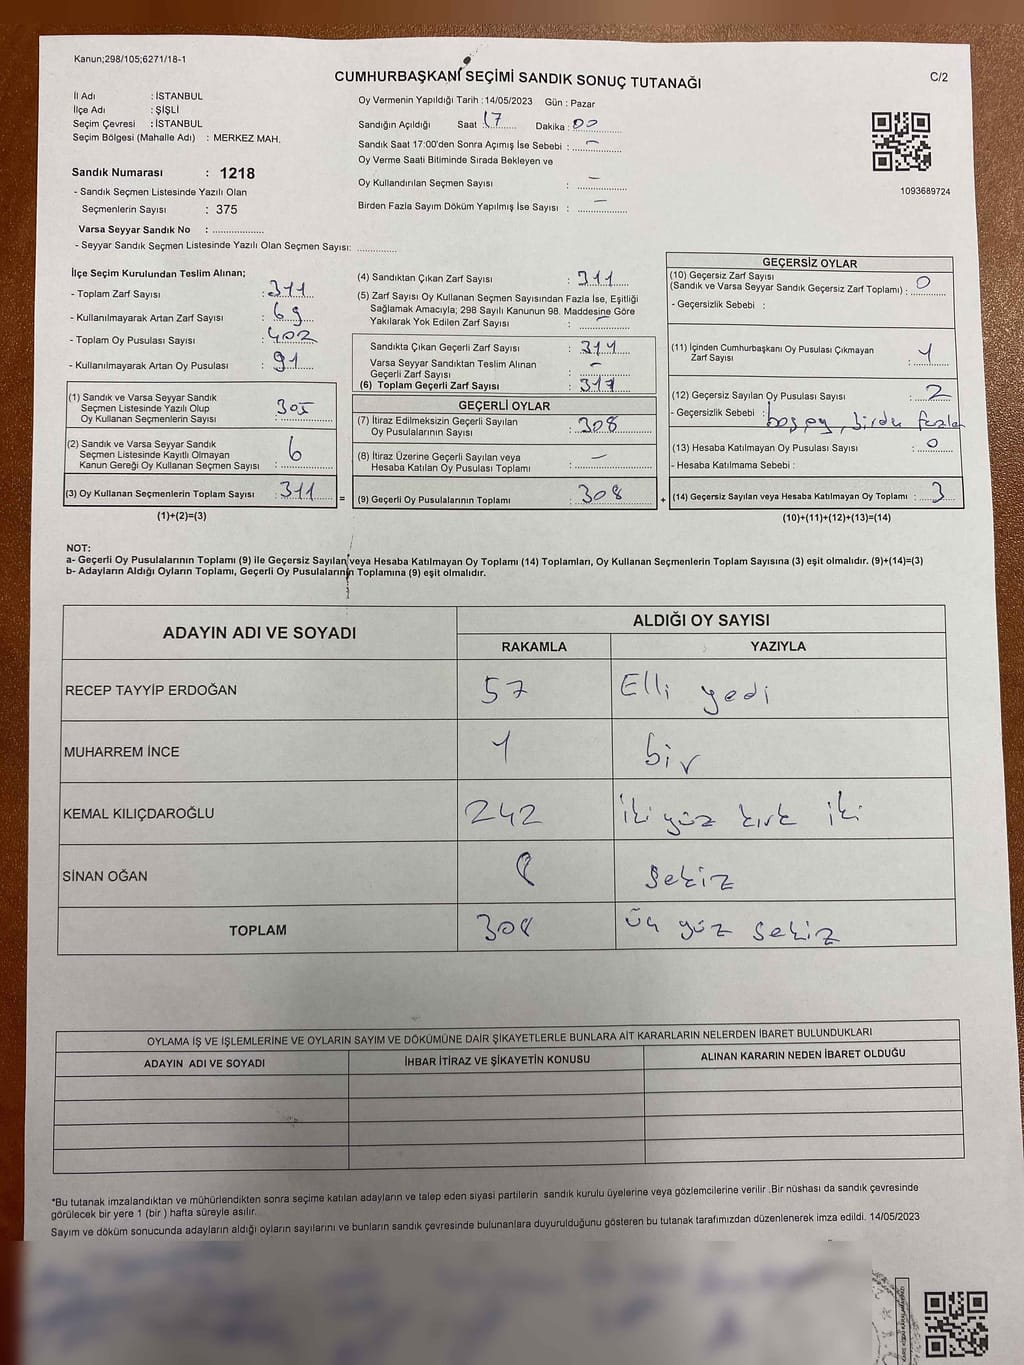 Kanun;298/105;6271/18-1
CUMHURBAŞKANI SEÇİMİ SANDIK SONUÇ TUTANAĞI
C/2
İl Adı : İSTANBUL
İlçe Adı : ŞİŞLİ
Seçim Çevresi : İSTANBUL
Seçim Bölgesi (Mahalle Adı) : MERKEZ MAH.
Sandık Numarası : 1218
- Sandık Seçmen Listesinde Yazılı Olan
Seçmenlerin Sayısı : 375
Varsa Seyyar Sandık No : ..................
- Seyyar Sandık Seçmen Listesinde Yazılı Olan Seçmen Sayısı: .............
Oy Vermenin Yapıldığı Tarih :14/05/2023 Gün : Pazar
Sandığın Açıldığı Saat : 17 Dakika : 00
Sandık Saat 17:00'den Sonra Açımış İse Sebebi : –
Oy Verme Saati Bitiminde Sırada Bekleyen ve
Oy Kullandırılan Seçmen Sayısı : –
Birden Fazla Sayım Döküm Yapılmış İse Sayısı : –
1093689724
İlçe Seçim Kurulundan Teslim Alınan;
- Toplam Zarf Sayısı : 311
- Kullanılmayarak Artan Zarf Sayısı : 69
- Toplam Oy Pusulası Sayısı : 402
- Kullanılmayarak Artan Oy Pusulası : 91
(1) Sandık ve Varsa Seyyar Sandık
Seçmen Listesinde Yazılı Olup
Oy Kullanan Seçmenlerin Sayısı : 305
(2) Sandık ve Varsa Seyyar Sandık
Seçmen Listesinde Kayıtlı Olmayan
Kanun Gereği Oy Kullanan Seçmen Sayısı : 6
(3) Oy Kullanan Seçmenlerin Toplam Sayısı : 311 =
(1)+(2)=(3)
(4) Sandıktan Çıkan Zarf Sayısı : 311
(5) Zarf Sayısı Oy Kullanan Seçmen Sayısından Fazla İse, Eşitliği
Sağlamak Amacıyla; 298 Sayılı Kanunun 98. Maddesine Göre
Yakılarak Yok Edilen Zarf Sayısı : –
Sandıkta Çıkan Geçerli Zarf Sayısı : 311
Varsa Seyyar Sandıktan Teslim Alınan
Geçerli Zarf Sayısı : –
(6) Toplam Geçerli Zarf Sayısı : 311
GEÇERLİ OYLAR
(7) İtiraz Edilmeksizin Geçerli Sayılan
Oy Pusulalarının Sayısı : 308
(8) İtiraz Üzerine Geçerli Sayılan veya
Hesaba Katılan Oy Pusulası Toplamı : –
(9) Geçerli Oy Pusulalarının Toplamı : 308 +
GEÇERSİZ OYLAR
(10) Geçersiz Zarf Sayısı
(Sandık ve Varsa Seyyar Sandık Geçersiz Zarf Toplamı) : 0
- Geçersizlik Sebebi :
(11) İçinden Cumhurbaşkanı Oy Pusulası Çıkmayan
Zarf Sayısı : 1
(12) Geçersiz Sayılan Oy Pusulası Sayısı : 2
- Geçersizlik Sebebi : boş oy, birden fazla
(13) Hesaba Katılmayan Oy Pusulası Sayısı : 0
- Hesaba Katılmama Sebebi :
(14) Geçersiz Sayılan veya Hesaba Katılmayan Oy Toplamı : 3
(10)+(11)+(12)+(13)=(14)
NOT:
a- Geçerli Oy Pusulalarının Toplamı (9) ile Geçersiz Sayılan veya Hesaba Katılmayan Oy Toplamı (14) Toplamları, Oy Kullanan Seçmenlerin Toplam Sayısına (3) eşit olmalıdır. (9)+(14)=(3)
b- Adayların Aldığı Oyların Toplamı, Geçerli Oy Pusulalarının Toplamına (9) eşit olmalıdır.
ADAYIN ADI VE SOYADI
ALDIĞI OY SAYISI
RAKAMLA YAZIYLA
RECEP TAYYİP ERDOĞAN 57 Elli yedi
MUHARREM İNCE 1 bir
KEMAL KILIÇDAROĞLU 242 iki yüz kırk iki
SİNAN OĞAN 8 Sekiz
TOPLAM 308 üç yüz sekiz
OYLAMA İŞ VE İŞLEMLERİNE VE OYLARIN SAYIM VE DÖKÜMÜNE DAİR ŞİKAYETLERLE BUNLARA AİT KARARLARIN NELERDEN İBARET BULUNDUKLARI
ADAYIN ADI VE SOYADI İHBAR İTİRAZ VE ŞİKAYETİN KONUSU ALINAN KARARIN NEDEN İBARET OLDUĞU
*Bu tutanak imzalandıktan ve mühürlendikten sonra seçime katılan adayların ve talep eden siyasi partilerin sandık kurulu üyelerine veya gözlemcilerine verilir .Bir nüshası da sandık çevresinde
görülecek bir yere 1 (bir ) hafta süreyle asılır.
Sayım ve döküm sonucunda adayların aldığı oyların sayılarını ve bunların sandık çevresinde bulunanlara duyurulduğunu gösteren bu tutanak tarafımızdan düzenlenerek imza edildi. 14/05/2023